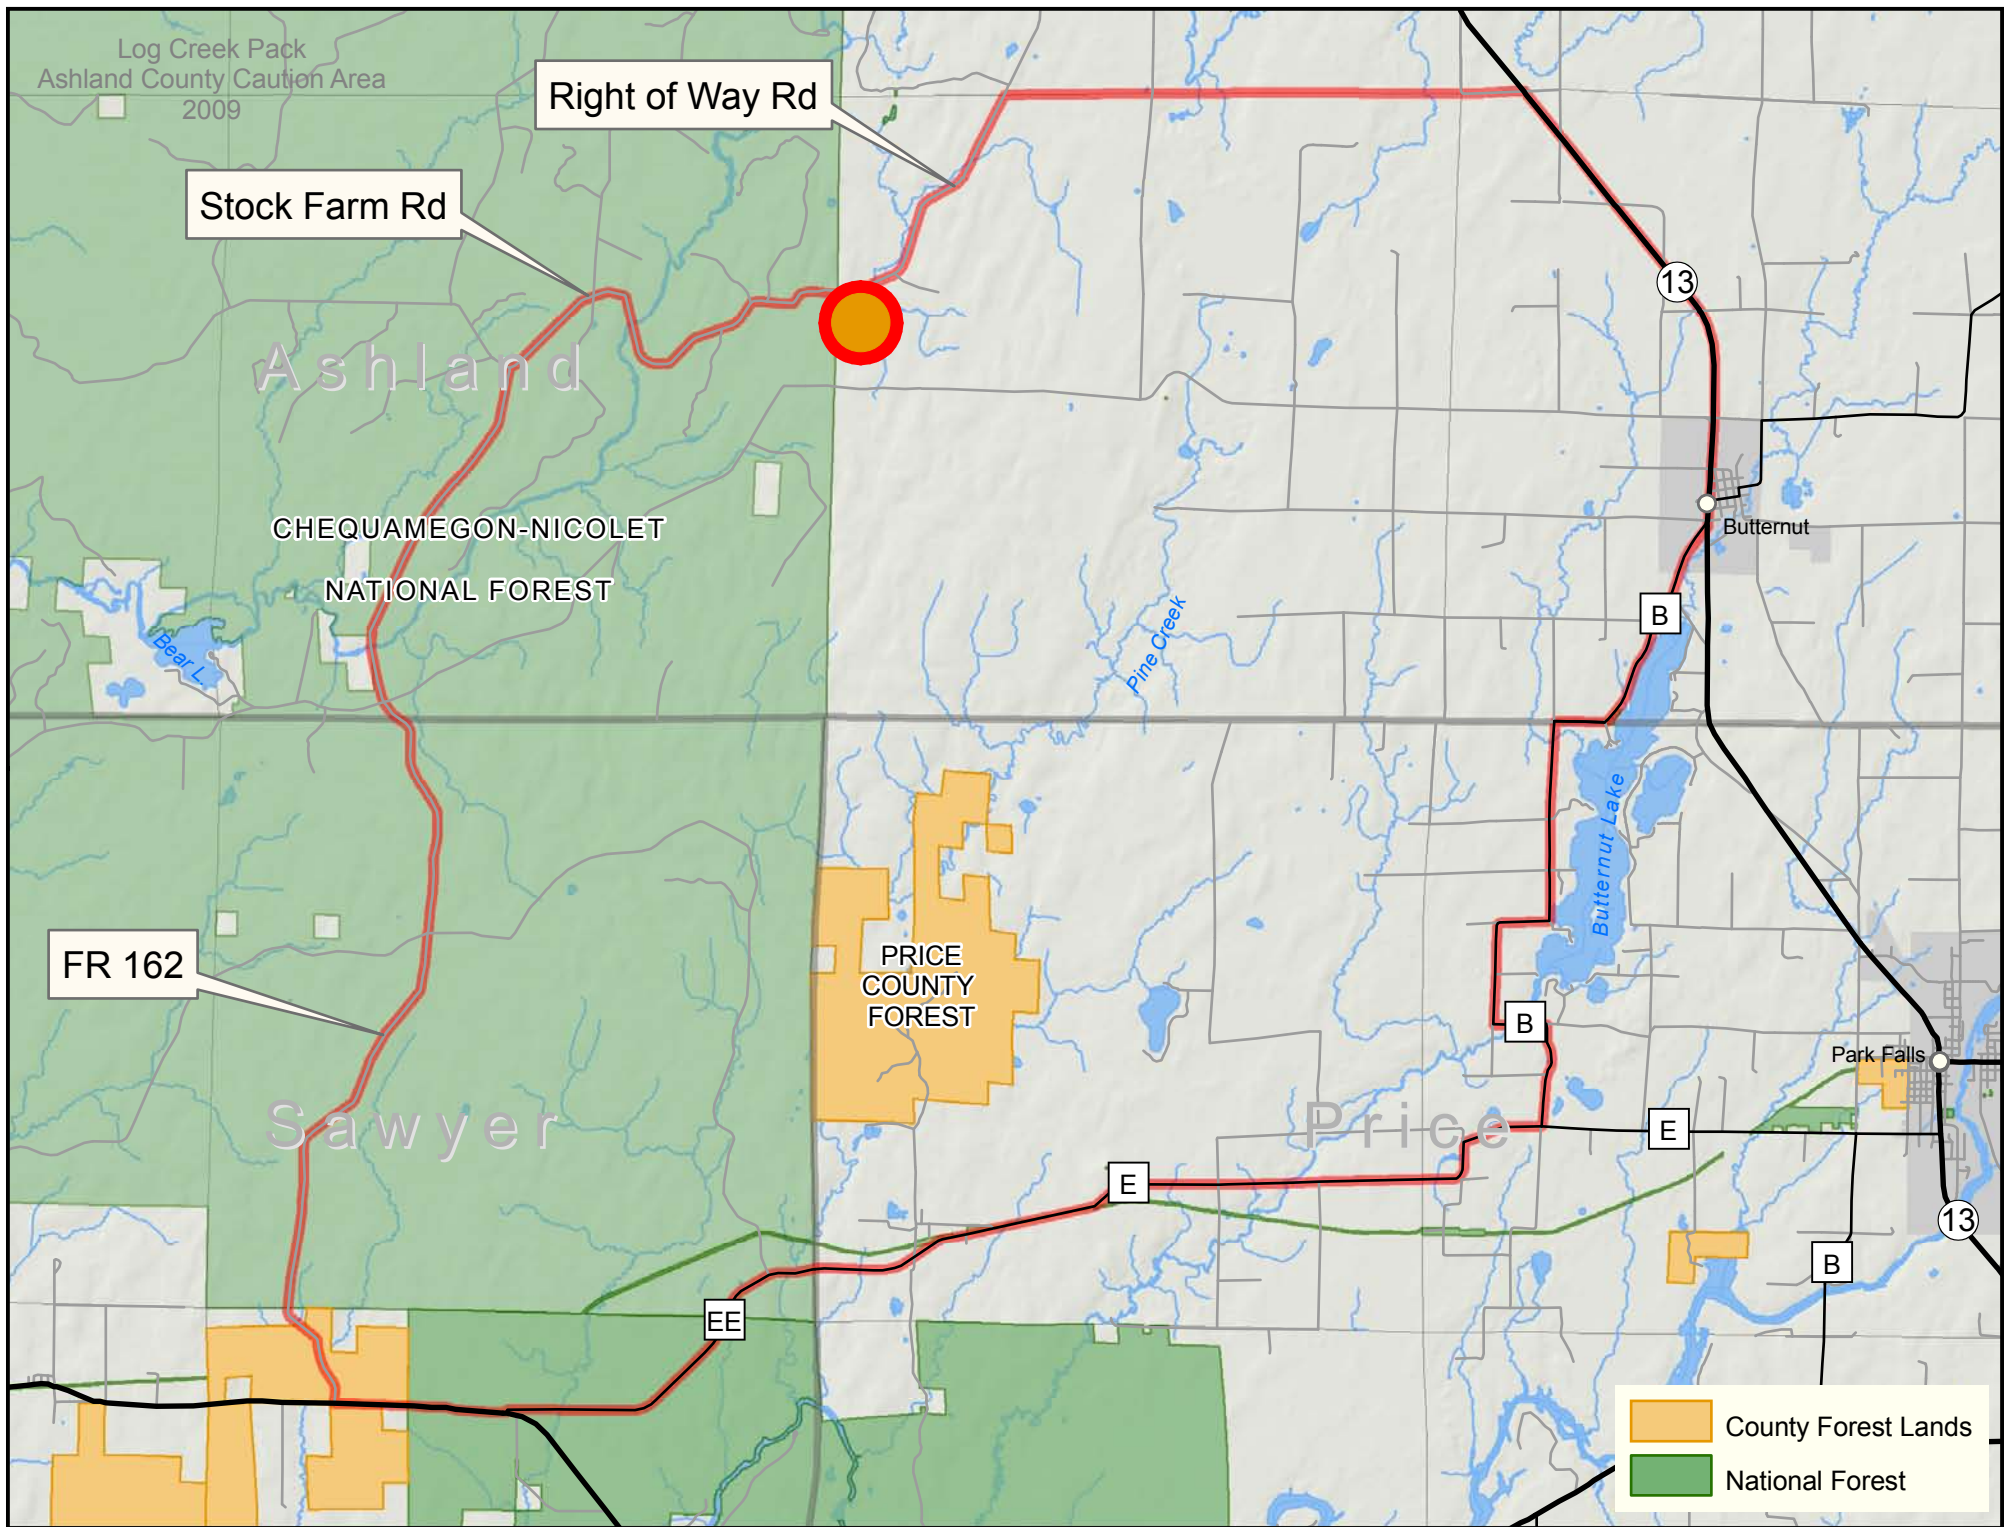 Log Creek Pack
Ashland County Caution Area
2009
Right of Way Rd
Stock Farm Rd
13
Ashland
CHEQUAMEGON-NICOLET
NATIONAL FOREST
Butternut
B
Bear L.
Pine Creek
Butternut Lake
PRICE
COUNTY
FOREST
FR 162
B
Park Falls
Sawyer
Price
E
E
13
B
EE
County Forest Lands
National Forest